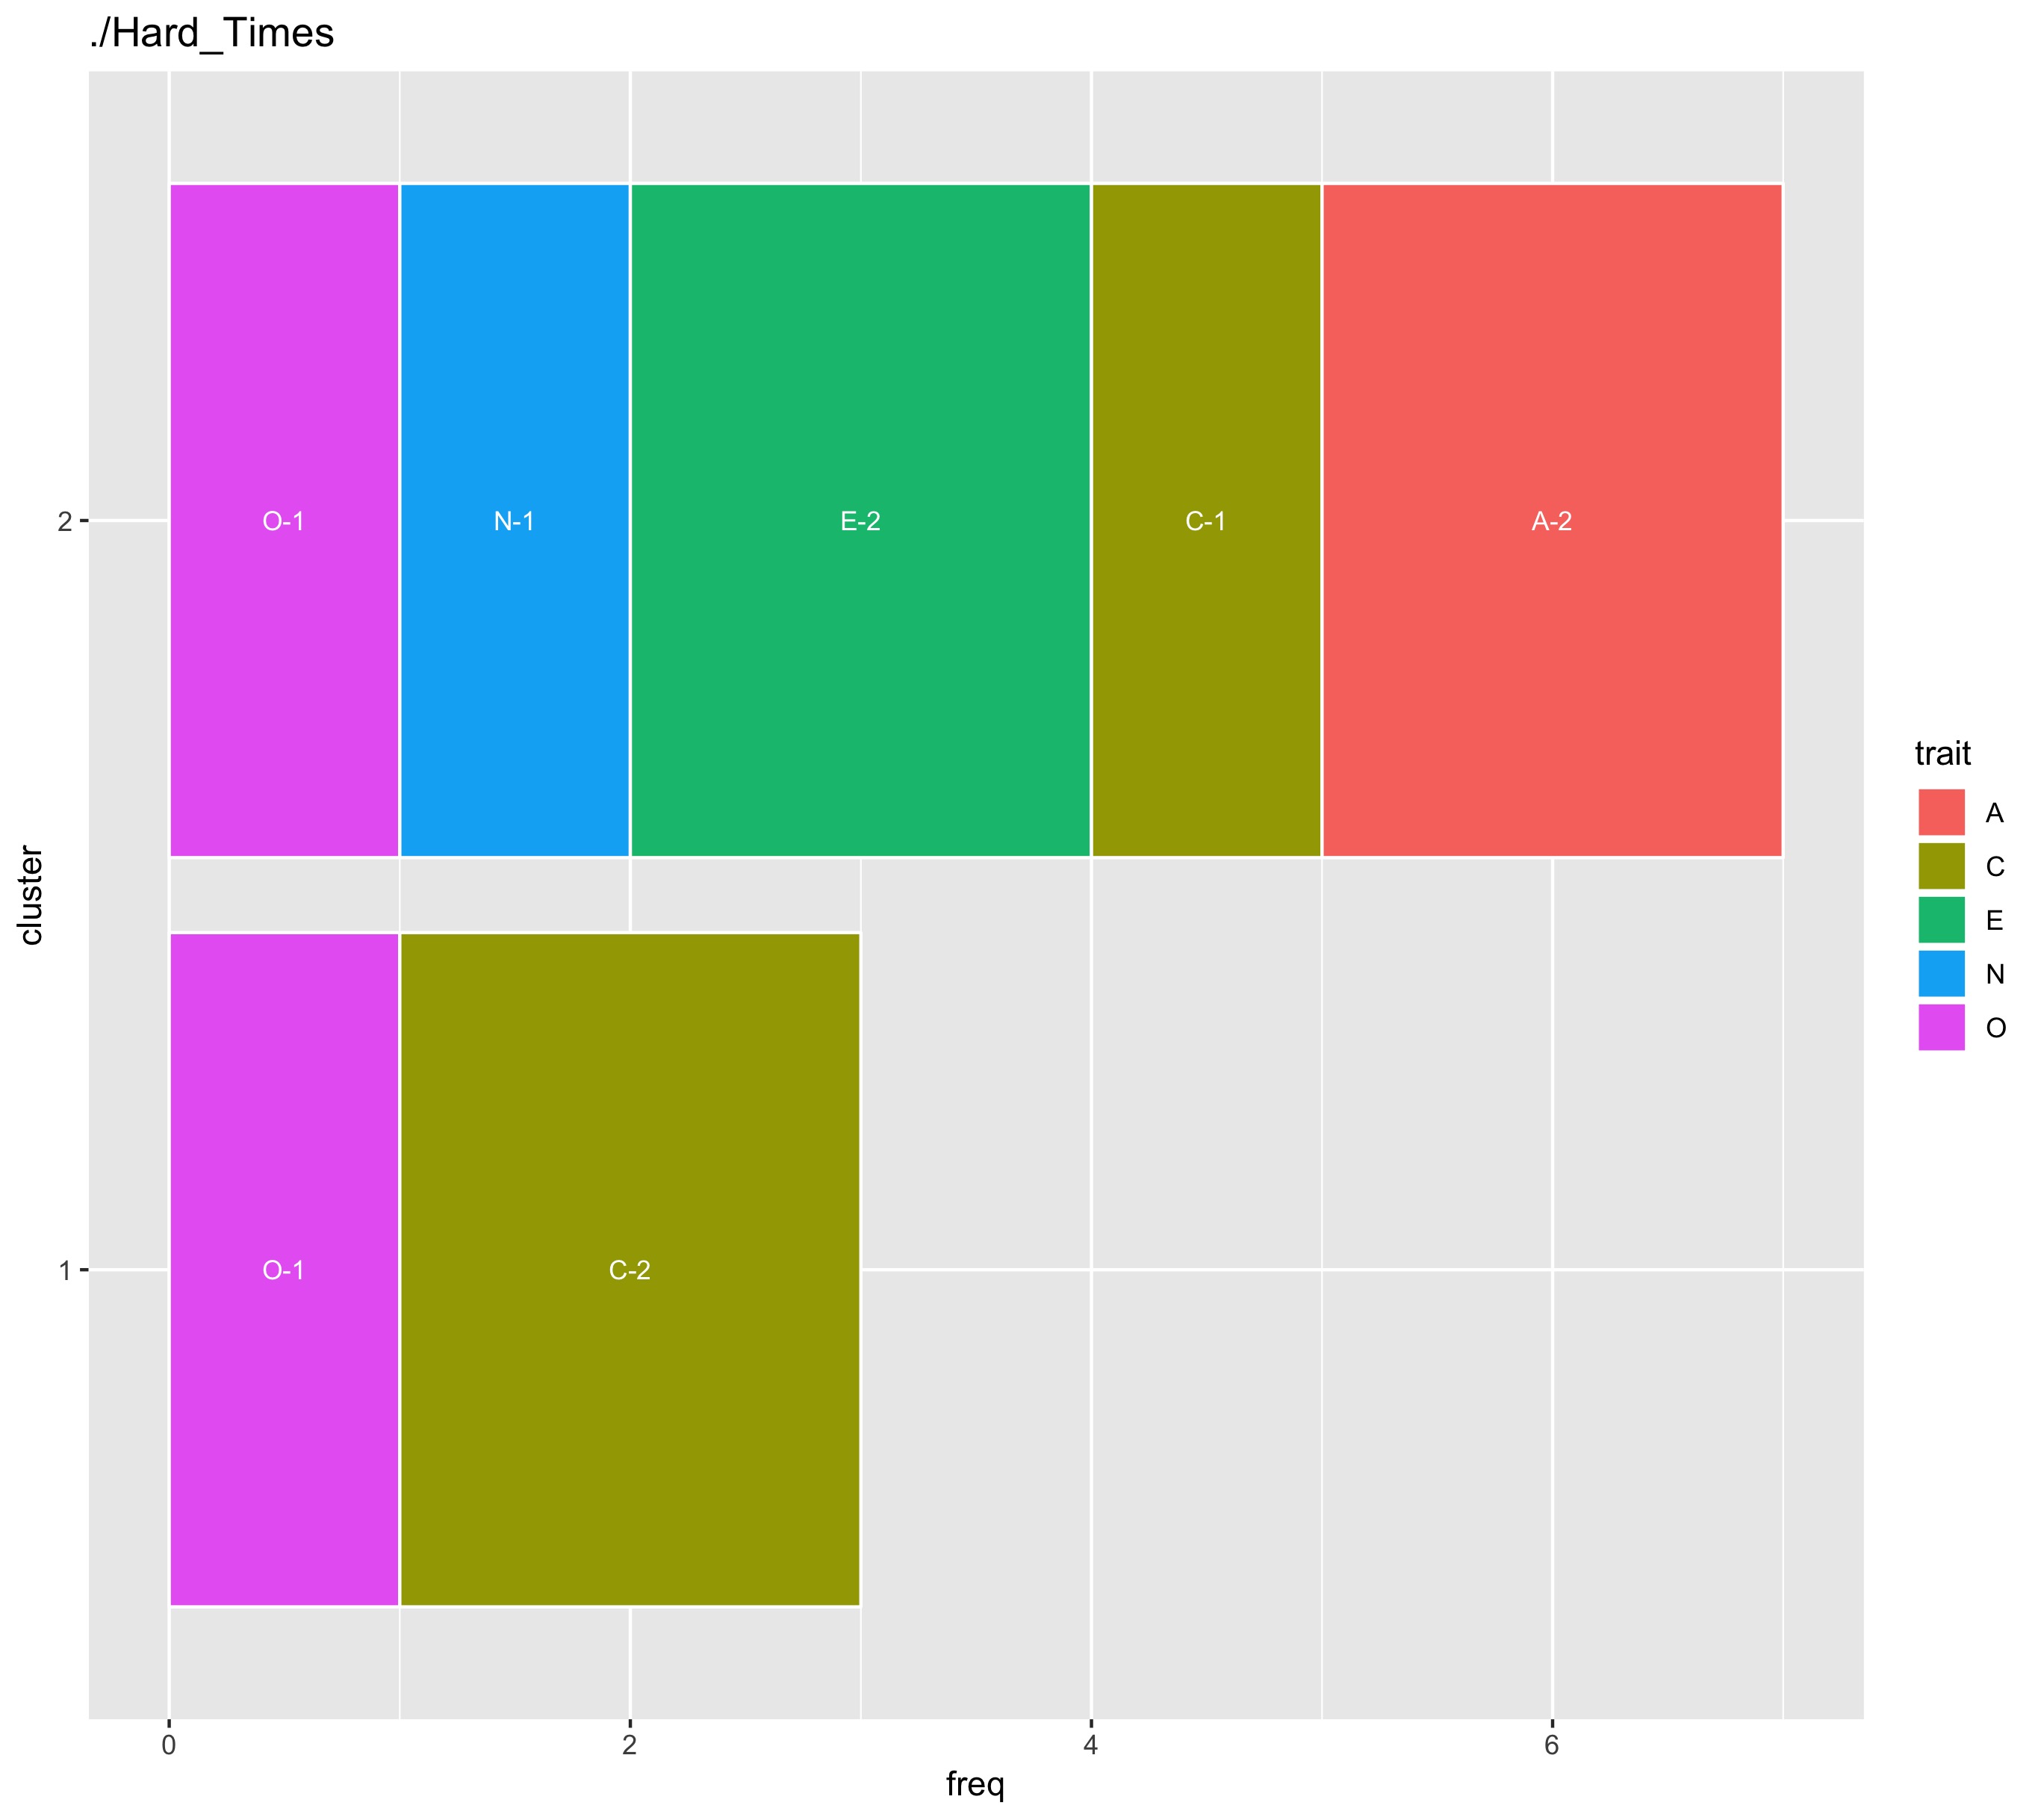 ./Hard_Times
cluster
2
O-1 N-1 E-2 C-1 A-2
1
O-1 C-2
0 2 4 6
freq
trait
A
C
E
N
O